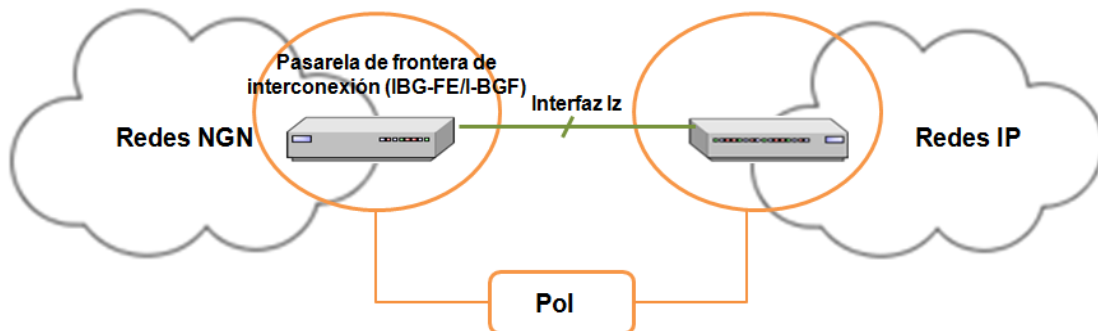 Pasarela de frontera de
interconexión (IBG-FE/I-BGF)
Interfaz Iz
Redes NGN
Redes IP
PoI